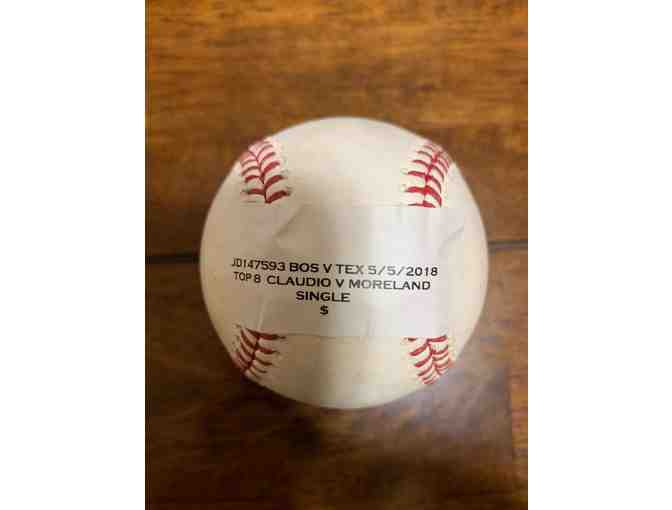 JD147593 BOS V TEX 5/5/2018
TOP 8 CLAUDIO V MORELAND
SINGLE
$